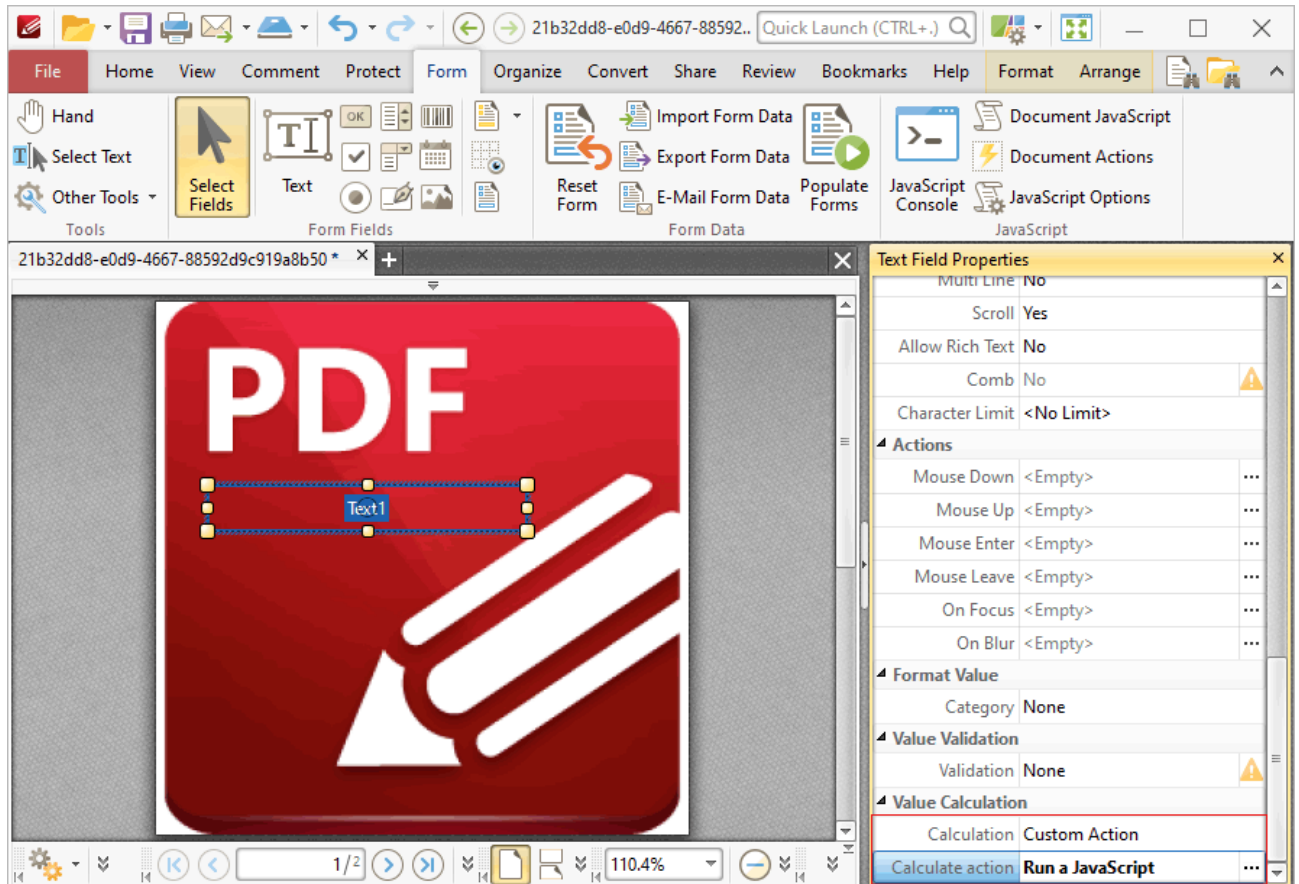 21b32dd8-e0d9-4667-88592.. Quick Launch (CTRL+.)
File Home View Comment Protect Form Organize Convert Share Review Bookmarks Help Format Arrange
Hand
Select Text
Other Tools
Tools
Select Fields
Text
OK
Form Fields
Reset Form
Import Form Data
Export Form Data
E-Mail Form Data
Populate Forms
Form Data
JavaScript Console
Document JavaScript
Document Actions
JavaScript Options
JavaScript
21b32dd8-e0d9-4667-88592d9c919a8b50 *
PDF
Text1
Text Field Properties
Multi Line No
Scroll Yes
Allow Rich Text No
Comb No
Character Limit <No Limit>
Actions
Mouse Down <Empty> ...
Mouse Up <Empty> ...
Mouse Enter <Empty> ...
Mouse Leave <Empty> ...
On Focus <Empty> ...
On Blur <Empty> ...
Format Value
Category None
Value Validation
Validation None
Value Calculation
Calculation Custom Action
Calculate action Run a JavaScript ...
1/2 110.4%